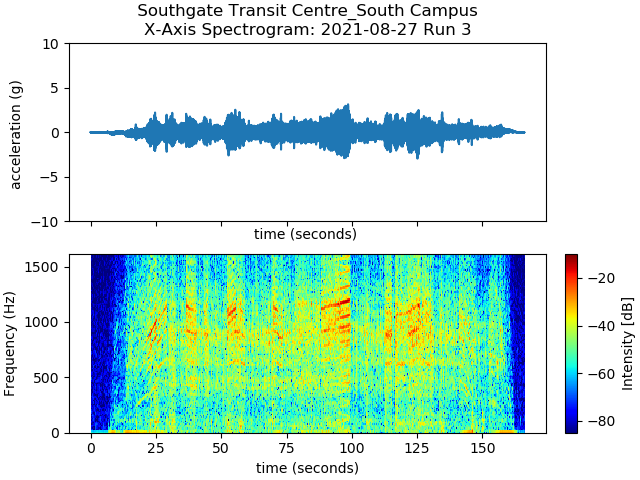 Southgate Transit Centre_South Campus
X-Axis Spectrogram: 2021-08-27 Run 3
10
5
0
−5
−10
acceleration (g)
time (seconds)
1500
1000
500
0
Frequency (Hz)
0 25 50 75 100 125 150
time (seconds)
−20
−40
−60
−80
Intensity [dB]